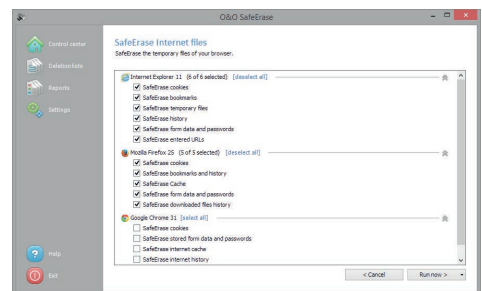 O&O SafeErase
Control center
Deletion lists
Reports
Settings
Help
Exit
SafeErase Internet files
SafeErase the temporary files of your browser.
Internet Explorer 11 (6 of 6 selected) [deselect all]
SafeErase cookies
SafeErase bookmarks
SafeErase temporary files
SafeErase history
SafeErase form data and passwords
SafeErase entered URLs
Mozilla Firefox 25 (5 of 5 selected) [deselect all]
SafeErase cookies
SafeErase bookmarks and history
SafeErase Cache
SafeErase form data and passwords
SafeErase downloaded files history
Google Chrome 31 [select all]
SafeErase cookies
SafeErase stored form data and passwords
SafeErase internet cache
SafeErase internet history
< Cancel
Run now >